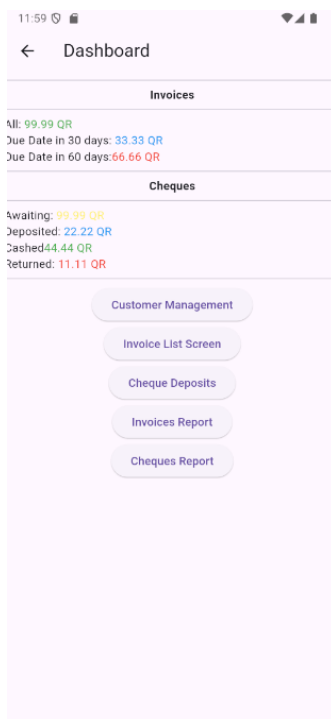 11:59
Dashboard
Invoices
All: 99.99 QR
Due Date in 30 days: 33.33 QR
Due Date in 60 days:66.66 QR
Cheques
Awaiting: 99.99 QR
Deposited: 22.22 QR
Cashed44.44 QR
Returned: 11.11 QR
Customer Management
Invoice List Screen
Cheque Deposits
Invoices Report
Cheques Report